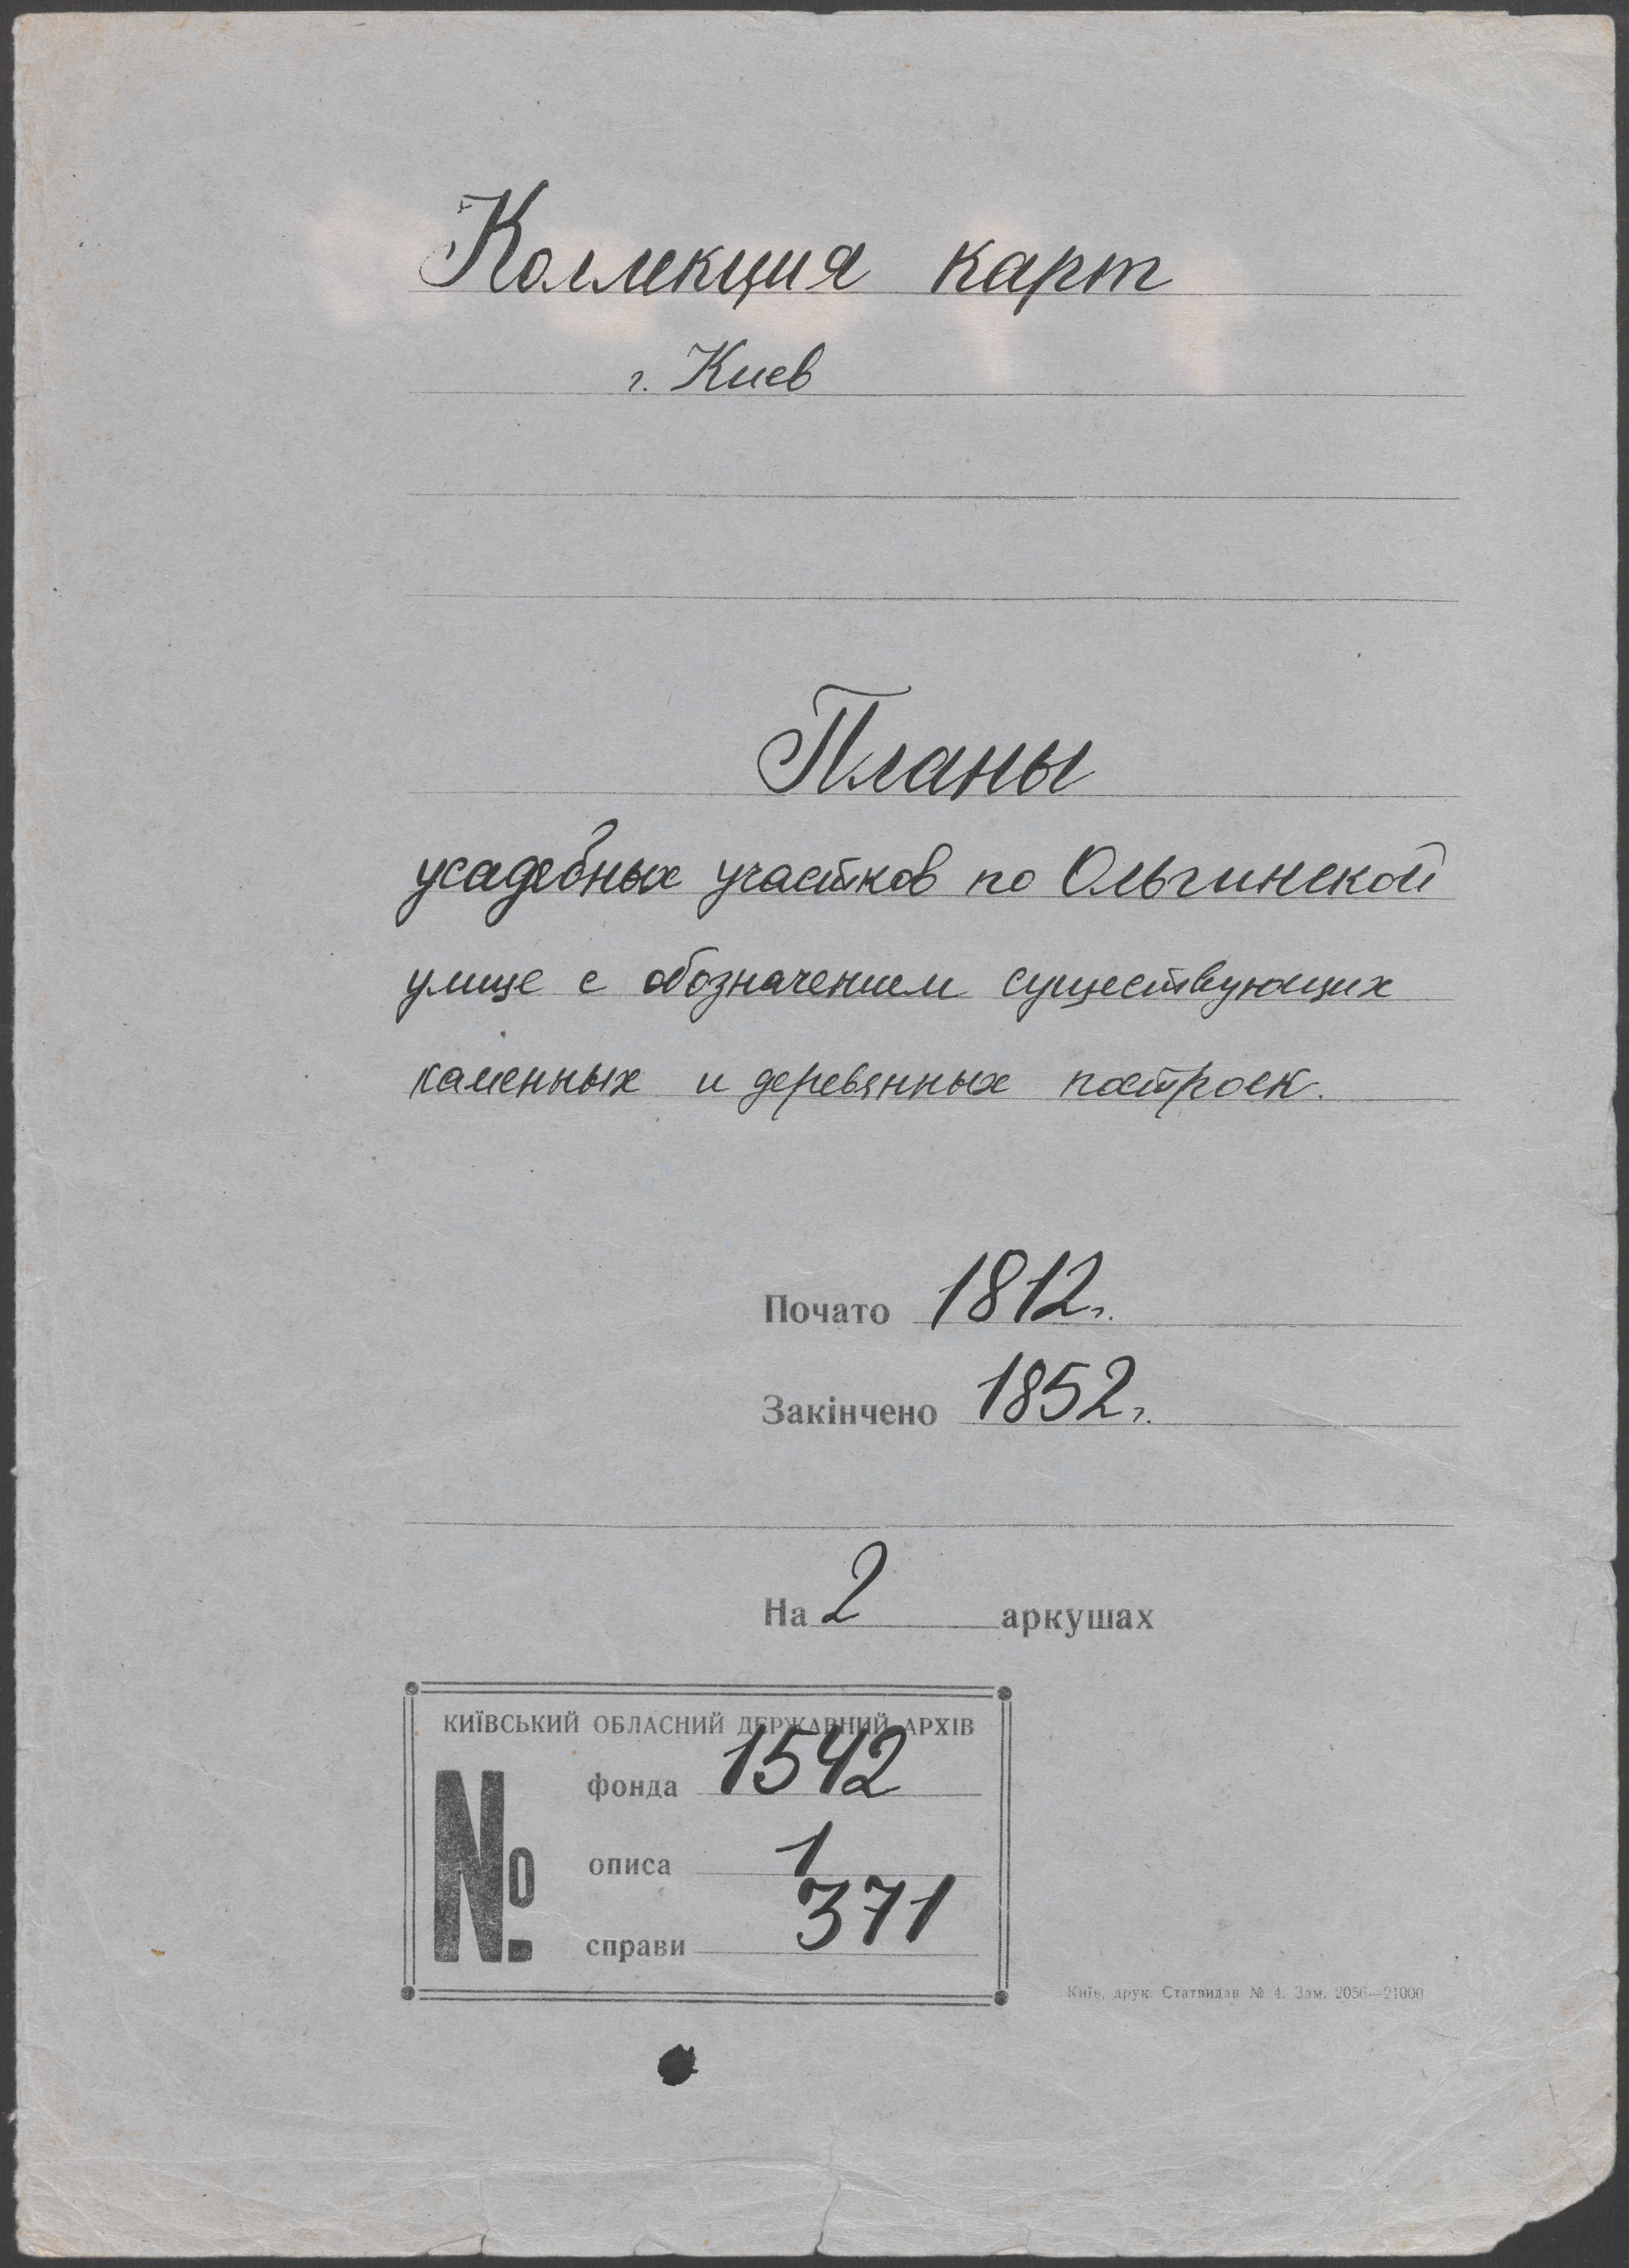 Коллекция карт
г. Киев
Планы
усадебных участков по Ольгинской
улице с обозначением существующих
каменных и деревянных построек.
Почато 1812г.
Закінчено 1852г.
На 2 аркушах
КИЇВСЬКИЙ ОБЛАСНИЙ ДЕРЖАВНИЙ АРХІВ
№
фонда 1542
описа 1
справи 371
Київ, друк. Статвидав № 4. Зам. 2056—21000